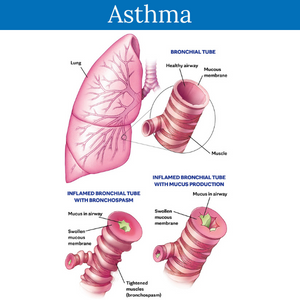 Asthma
BRONCHIAL TUBE
Lung
Healthy airway
Mucous
membrane
Muscle
INFLAMED BRONCHIAL TUBE
WITH BRONCHOSPASM
Mucus in airway
Swollen
mucous
membrane
Tightened
muscles
(bronchospasm)
INFLAMED BRONCHIAL TUBE
WITH MUCUS PRODUCTION
Mucus in airway
Swollen
mucous
membrane